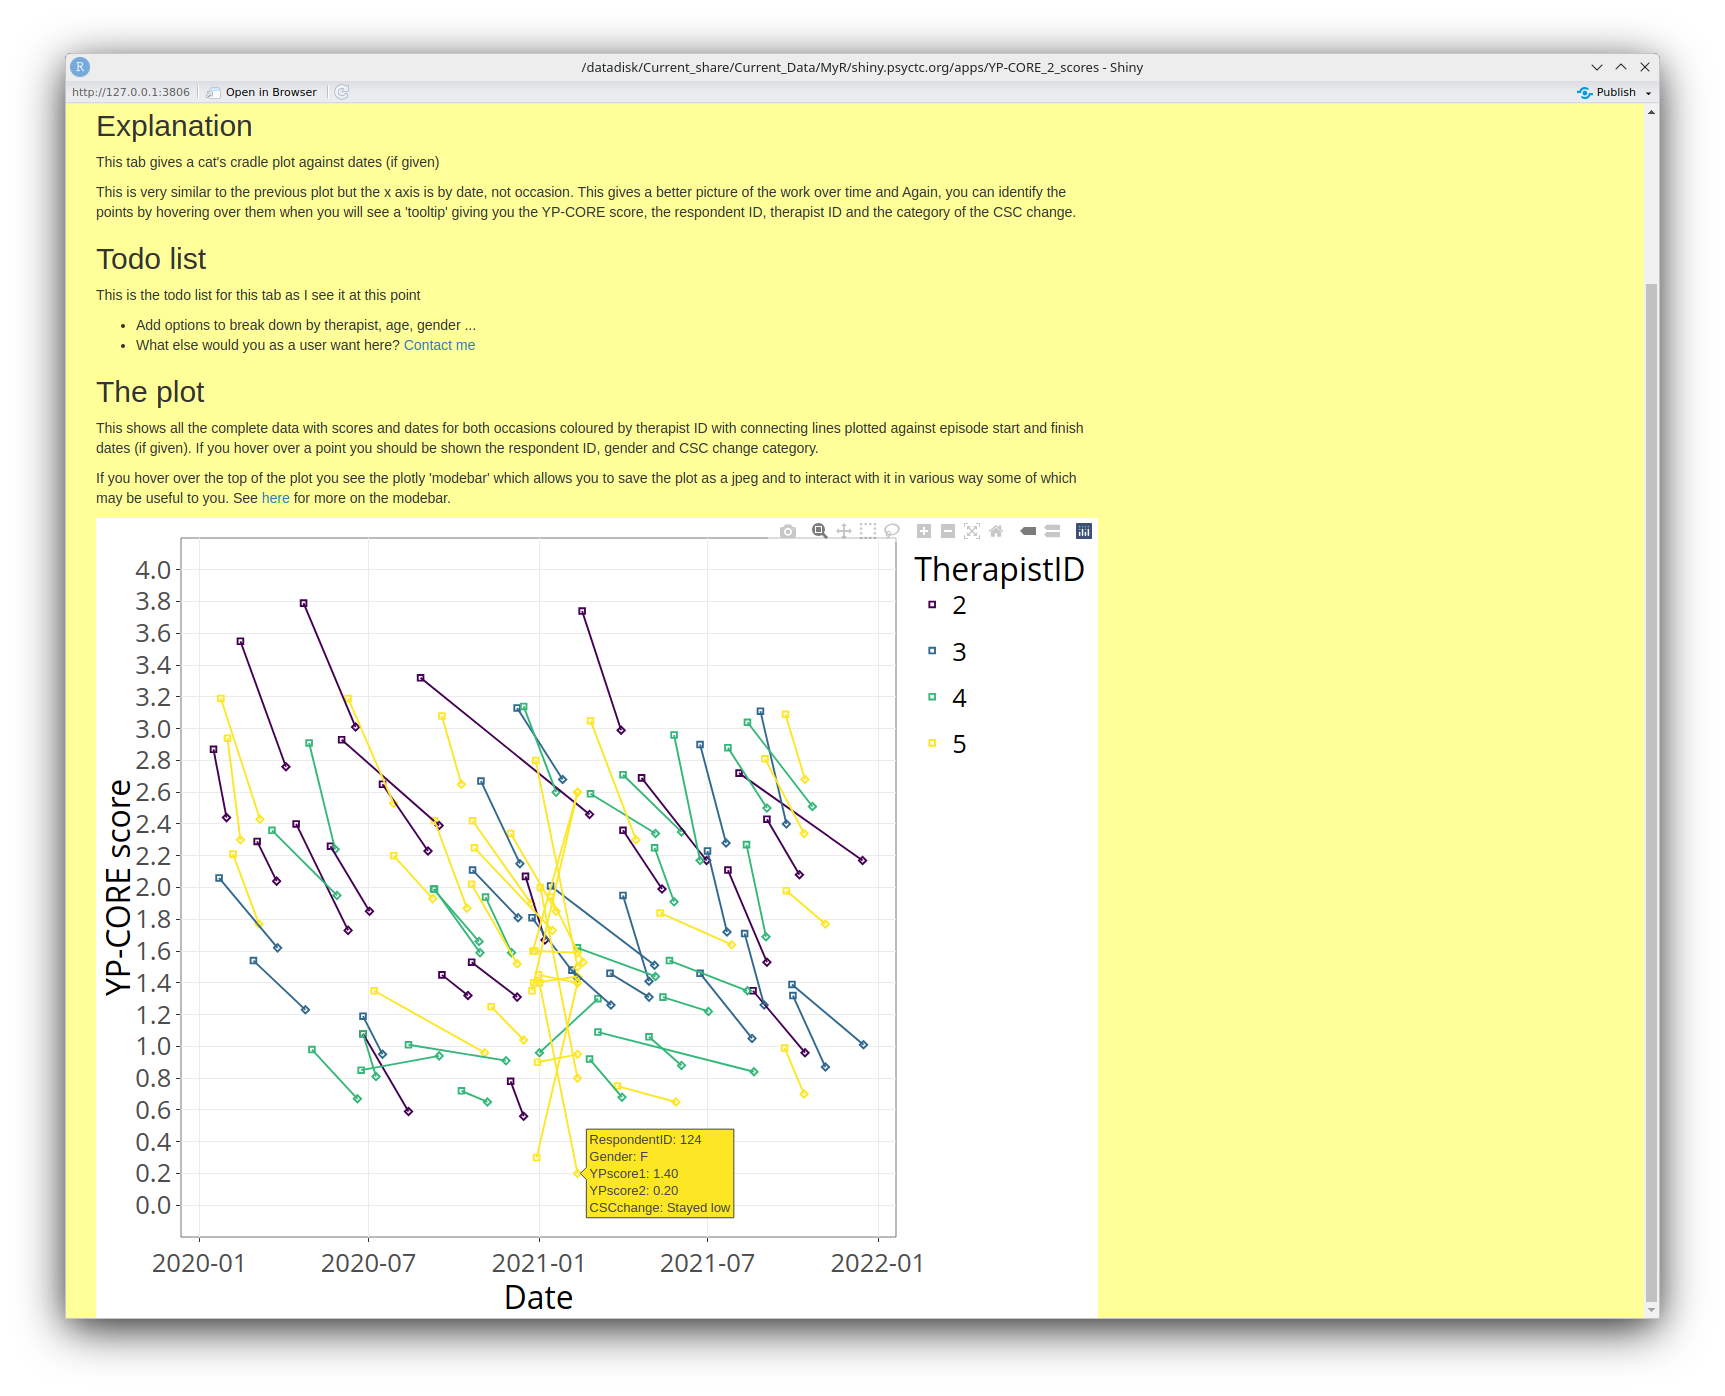 R
/datadisk/Current_share/Current_Data/MyR/shiny.psyctc.org/apps/YP-CORE_2_scores - Shiny
http://127.0.0.1:3806
Open in Browser
Publish
Explanation
This tab gives a cat's cradle plot against dates (if given)
This is very similar to the previous plot but the x axis is by date, not occasion. This gives a better picture of the work over time and Again, you can identify the
points by hovering over them when you will see a 'tooltip' giving you the YP-CORE score, the respondent ID, therapist ID and the category of the CSC change.
Todo list
This is the todo list for this tab as I see it at this point
• Add options to break down by therapist, age, gender ...
• What else would you as a user want here? Contact me
The plot
This shows all the complete data with scores and dates for both occasions coloured by therapist ID with connecting lines plotted against episode start and finish
dates (if given). If you hover over a point you should be shown the respondent ID, gender and CSC change category.
If you hover over the top of the plot you see the plotly 'modebar' which allows you to save the plot as a jpeg and to interact with it in various way some of which
may be useful to you. See here for more on the modebar.
YP-CORE score
4.0
3.8
3.6
3.4
3.2
3.0
2.8
2.6
2.4
2.2
2.0
1.8
1.6
1.4
1.2
1.0
0.8
0.6
0.4
0.2
0.0
RespondentID: 124
Gender: F
YPscore1: 1.40
YPscore2: 0.20
CSCchange: Stayed low
2020-01
2020-07
2021-01
2021-07
2022-01
Date
TherapistID
2
3
4
5